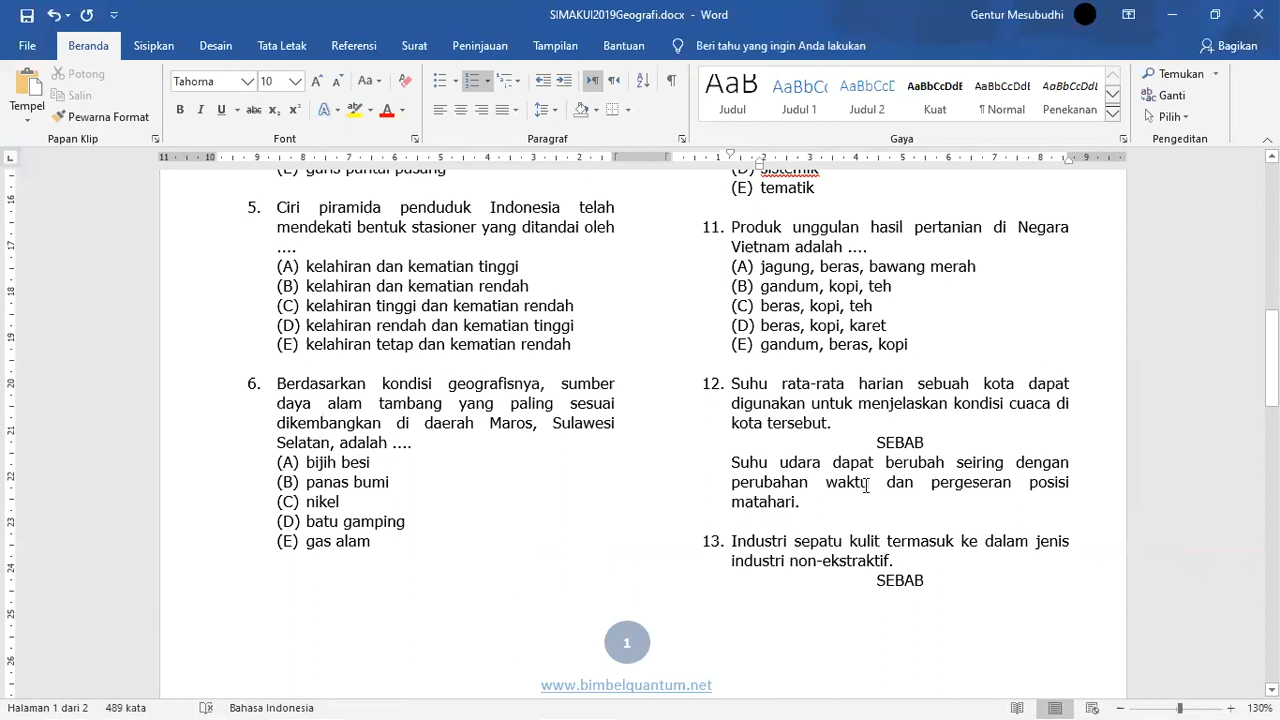 SIMAKUI2019Geografi.docx - Word
Gentur Mesubudhi
File Beranda Sisipkan Desain Tata Letak Referensi Surat Peninjauan Tampilan Bantuan Beri tahu yang ingin Anda lakukan Bagikan
Tempel
Potong
Salin
Pewarna Format
Papan Klip
Tahoma 10
Font
Paragraf
AaB Judul
AaBbCc Judul 1
AaBbCcD Judul 2
AaBbCcDdE Kuat
AaBbCcDdE ¶ Normal
AaBbCcDdE Penekanan
Gaya
Temukan
Ganti
Pilih
Pengeditan
(E) garis pantai pasang
5. Ciri piramida penduduk Indonesia telah
mendekati bentuk stasioner yang ditandai oleh
....
(A) kelahiran dan kematian tinggi
(B) kelahiran dan kematian rendah
(C) kelahiran tinggi dan kematian rendah
(D) kelahiran rendah dan kematian tinggi
(E) kelahiran tetap dan kematian rendah
6. Berdasarkan kondisi geografisnya, sumber
daya alam tambang yang paling sesuai
dikembangkan di daerah Maros, Sulawesi
Selatan, adalah ....
(A) bijih besi
(B) panas bumi
(C) nikel
(D) batu gamping
(E) gas alam
(D) sistemik
(E) tematik
11. Produk unggulan hasil pertanian di Negara
Vietnam adalah ....
(A) jagung, beras, bawang merah
(B) gandum, kopi, teh
(C) beras, kopi, teh
(D) beras, kopi, karet
(E) gandum, beras, kopi
12. Suhu rata-rata harian sebuah kota dapat
digunakan untuk menjelaskan kondisi cuaca di
kota tersebut.
SEBAB
Suhu udara dapat berubah seiring dengan
perubahan waktu dan pergeseran posisi
matahari.
13. Industri sepatu kulit termasuk ke dalam jenis
industri non-ekstraktif.
SEBAB
1
www.bimbelquantum.net
Halaman 1 dari 2 489 kata Bahasa Indonesia 130%